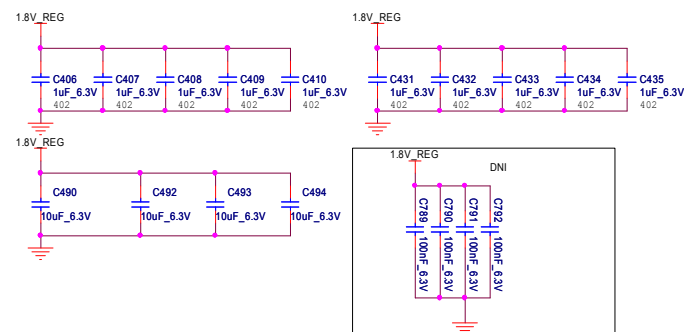 1.8V_REG
C406
1uF_6.3V
402
C407
1uF_6.3V
402
C408
1uF_6.3V
402
C409
1uF_6.3V
402
C410
1uF_6.3V
402
1.8V_REG
C431
1uF_6.3V
402
C432
1uF_6.3V
402
C433
1uF_6.3V
402
C434
1uF_6.3V
402
C435
1uF_6.3V
402
1.8V_REG
C490
10uF_6.3V
C492
10uF_6.3V
C493
10uF_6.3V
C494
10uF_6.3V
1.8V_REG
DNI
C789
100nF_6.3V
C790
100nF_6.3V
C791
100nF_6.3V
C792
100nF_6.3V